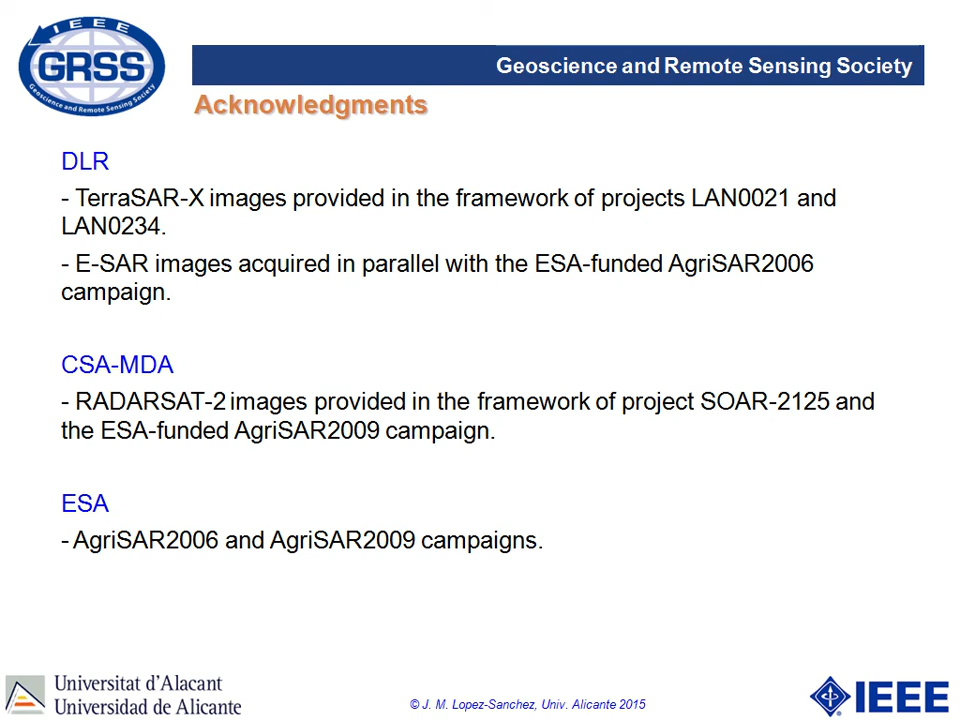 IEEE
GRSS
Geoscience and Remote Sensing Society
Geoscience and Remote Sensing Society
Acknowledgments
DLR
- TerraSAR-X images provided in the framework of projects LAN0021 and
LAN0234.
- E-SAR images acquired in parallel with the ESA-funded AgriSAR2006
campaign.
CSA-MDA
- RADARSAT-2 images provided in the framework of project SOAR-2125 and
the ESA-funded AgriSAR2009 campaign.
ESA
- AgriSAR2006 and AgriSAR2009 campaigns.
Universitat d'Alacant
Universidad de Alicante
© J. M. Lopez-Sanchez, Univ. Alicante 2015
IEEE